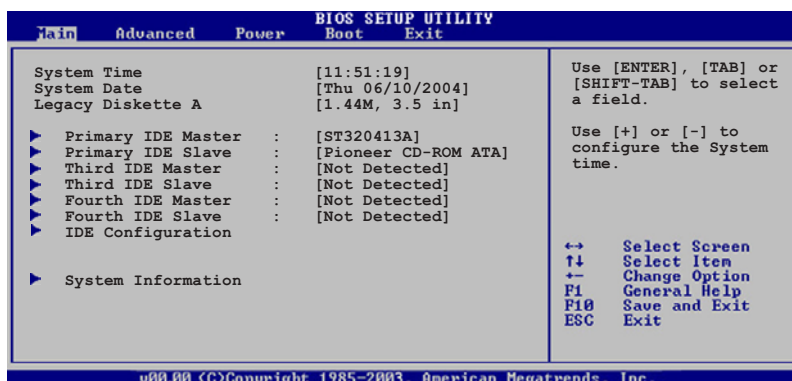 BIOS SETUP UTILITY
Main Advanced Power Boot Exit
System Time [11:51:19]
System Date [Thu 06/10/2004]
Legacy Diskette A [1.44M, 3.5 in]
Primary IDE Master : [ST320413A]
Primary IDE Slave : [Pioneer CD-ROM ATA]
Third IDE Master : [Not Detected]
Third IDE Slave : [Not Detected]
Fourth IDE Master : [Not Detected]
Fourth IDE Slave : [Not Detected]
IDE Configuration
System Information
Use [ENTER], [TAB] or
[SHIFT-TAB] to select
a field.
Use [+] or [-] to
configure the System
time.
↔ Select Screen
↑↓ Select Item
+- Change Option
F1 General Help
F10 Save and Exit
ESC Exit
v00.00 (C)Copyright 1985-2003, American Megatrends, Inc.